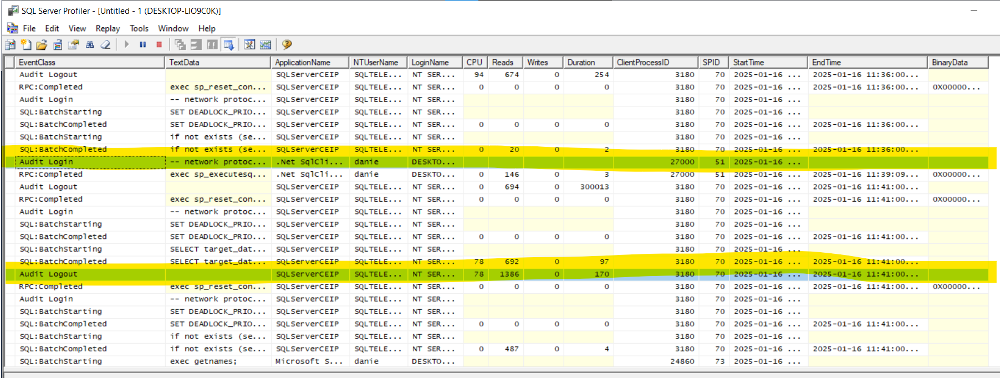 SQL Server Profiler - [Untitled - 1 (DESKTOP-LIO9C0K)]
File Edit View Replay Tools Window Help
EventClass TextData ApplicationName NTUserName LoginName CPU Reads Writes Duration ClientProcessID SPID StartTime EndTime BinaryData
Audit Logout SQLServerCEIP SQLTELE... NT SER... 94 674 0 254 3180 70 2025-01-16 ... 2025-01-16 11:36:00...
RPC:Completed exec sp_reset_con... SQLServerCEIP SQLTELE... NT SER... 0 0 0 0 3180 70 2025-01-16 ... 2025-01-16 11:36:00... 0X00000...
Audit Login -- network protoc... SQLServerCEIP SQLTELE... NT SER... 3180 70 2025-01-16 ...
SQL:BatchStarting SET DEADLOCK_PRIO... SQLServerCEIP SQLTELE... NT SER... 3180 70 2025-01-16 ...
SQL:BatchCompleted SET DEADLOCK_PRIO... SQLServerCEIP SQLTELE... NT SER... 0 0 0 0 3180 70 2025-01-16 ... 2025-01-16 11:36:00...
SQL:BatchStarting if not exists (se... SQLServerCEIP SQLTELE... NT SER... 3180 70 2025-01-16 ...
SQL:BatchCompleted if not exists (se... SQLServerCEIP SQLTELE... NT SER... 0 20 0 2 3180 70 2025-01-16 ... 2025-01-16 11:36:00...
Audit Login -- network protoc... .Net SqlCli... danie DESKTO... 27000 51 2025-01-16 ...
RPC:Completed exec sp_executesq... .Net SqlCli... danie DESKTO... 0 146 0 3 27000 51 2025-01-16 ... 2025-01-16 11:39:09... 0X00000...
Audit Logout SQLServerCEIP SQLTELE... NT SER... 0 694 0 300013 3180 70 2025-01-16 ... 2025-01-16 11:41:00...
RPC:Completed exec sp_reset_con... SQLServerCEIP SQLTELE... NT SER... 0 0 0 0 3180 70 2025-01-16 ... 2025-01-16 11:41:00... 0X00000...
Audit Login -- network protoc... SQLServerCEIP SQLTELE... NT SER... 3180 70 2025-01-16 ...
SQL:BatchStarting SET DEADLOCK_PRIO... SQLServerCEIP SQLTELE... NT SER... 3180 70 2025-01-16 ...
SQL:BatchCompleted SET DEADLOCK_PRIO... SQLServerCEIP SQLTELE... NT SER... 0 0 0 0 3180 70 2025-01-16 ... 2025-01-16 11:41:00...
SQL:BatchStarting SELECT target_dat... SQLServerCEIP SQLTELE... NT SER... 3180 70 2025-01-16 ...
SQL:BatchCompleted SELECT target_dat... SQLServerCEIP SQLTELE... NT SER... 78 692 0 97 3180 70 2025-01-16 ... 2025-01-16 11:41:00...
Audit Logout SQLServerCEIP SQLTELE... NT SER... 78 1386 0 170 3180 70 2025-01-16 ... 2025-01-16 11:41:00...
RPC:Completed exec sp_reset_con... SQLServerCEIP SQLTELE... NT SER... 0 0 0 0 3180 70 2025-01-16 ... 2025-01-16 11:41:00... 0X00000...
Audit Login -- network protoc... SQLServerCEIP SQLTELE... NT SER... 3180 70 2025-01-16 ...
SQL:BatchStarting SET DEADLOCK_PRIO... SQLServerCEIP SQLTELE... NT SER... 3180 70 2025-01-16 ...
SQL:BatchCompleted SET DEADLOCK_PRIO... SQLServerCEIP SQLTELE... NT SER... 0 0 0 0 3180 70 2025-01-16 ... 2025-01-16 11:41:00...
SQL:BatchStarting if not exists (se... SQLServerCEIP SQLTELE... NT SER... 3180 70 2025-01-16 ...
SQL:BatchCompleted if not exists (se... SQLServerCEIP SQLTELE... NT SER... 0 487 0 4 3180 70 2025-01-16 ... 2025-01-16 11:41:00...
SQL:BatchStarting exec getnames; Microsoft S... danie DESKTO... 24860 73 2025-01-16 ...